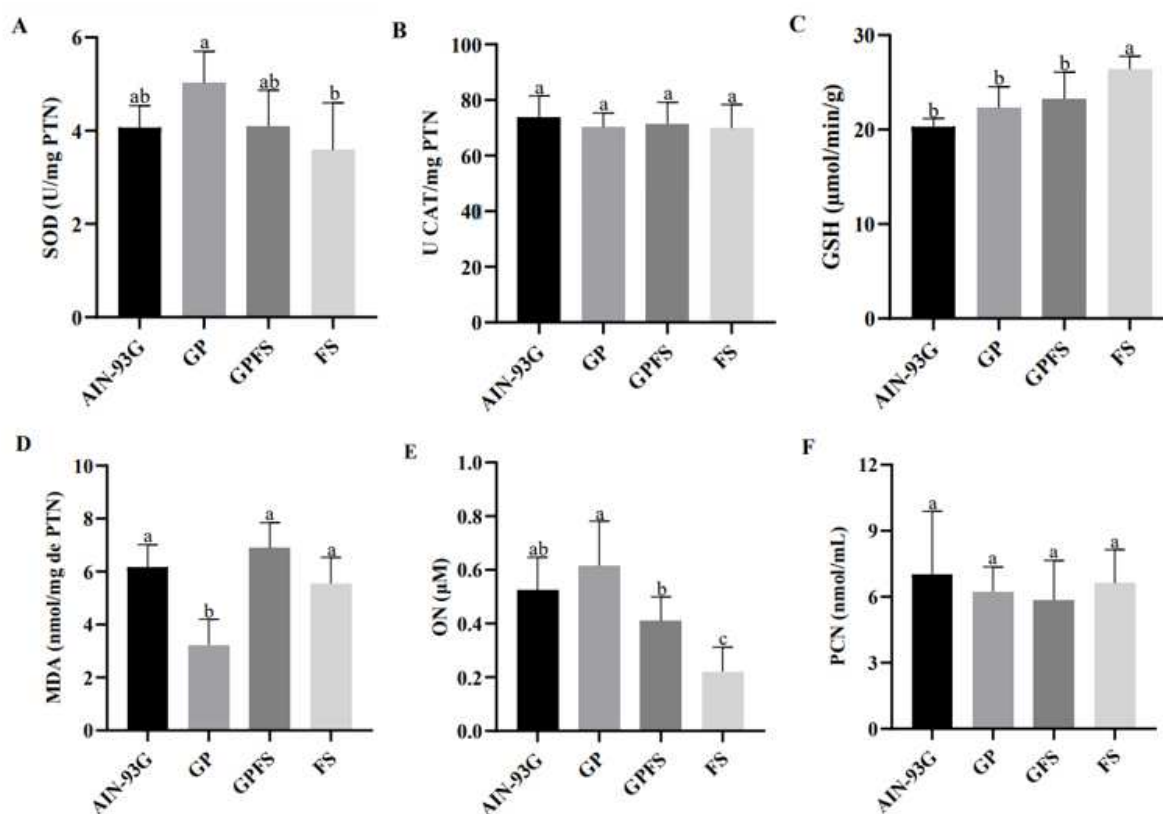 A
SOD (U/mg PTN)
6
4
2
0
ab
a
ab
b
AIN-93G
GP
GPFS
FS
B
U CAT/mg PTN
100
80
60
40
20
0
a
a
a
a
AIN-93G
GP
GPFS
FS
C
GSH (µmol/min/g)
30
20
10
0
b
b
b
a
AIN-93G
GP
GPFS
FS
D
MDA (nmol/mg de PTN)
10
8
6
4
2
0
a
b
a
a
AIN-93G
GP
GPFS
FS
E
ON (µM)
1.0
0.8
0.6
0.4
0.2
0.0
ab
a
b
c
AIN-93G
GP
GPFS
FS
F
PCN (nmol/mL)
12
9
6
3
0
a
a
a
a
AIN-93G
GP
GFS
FS